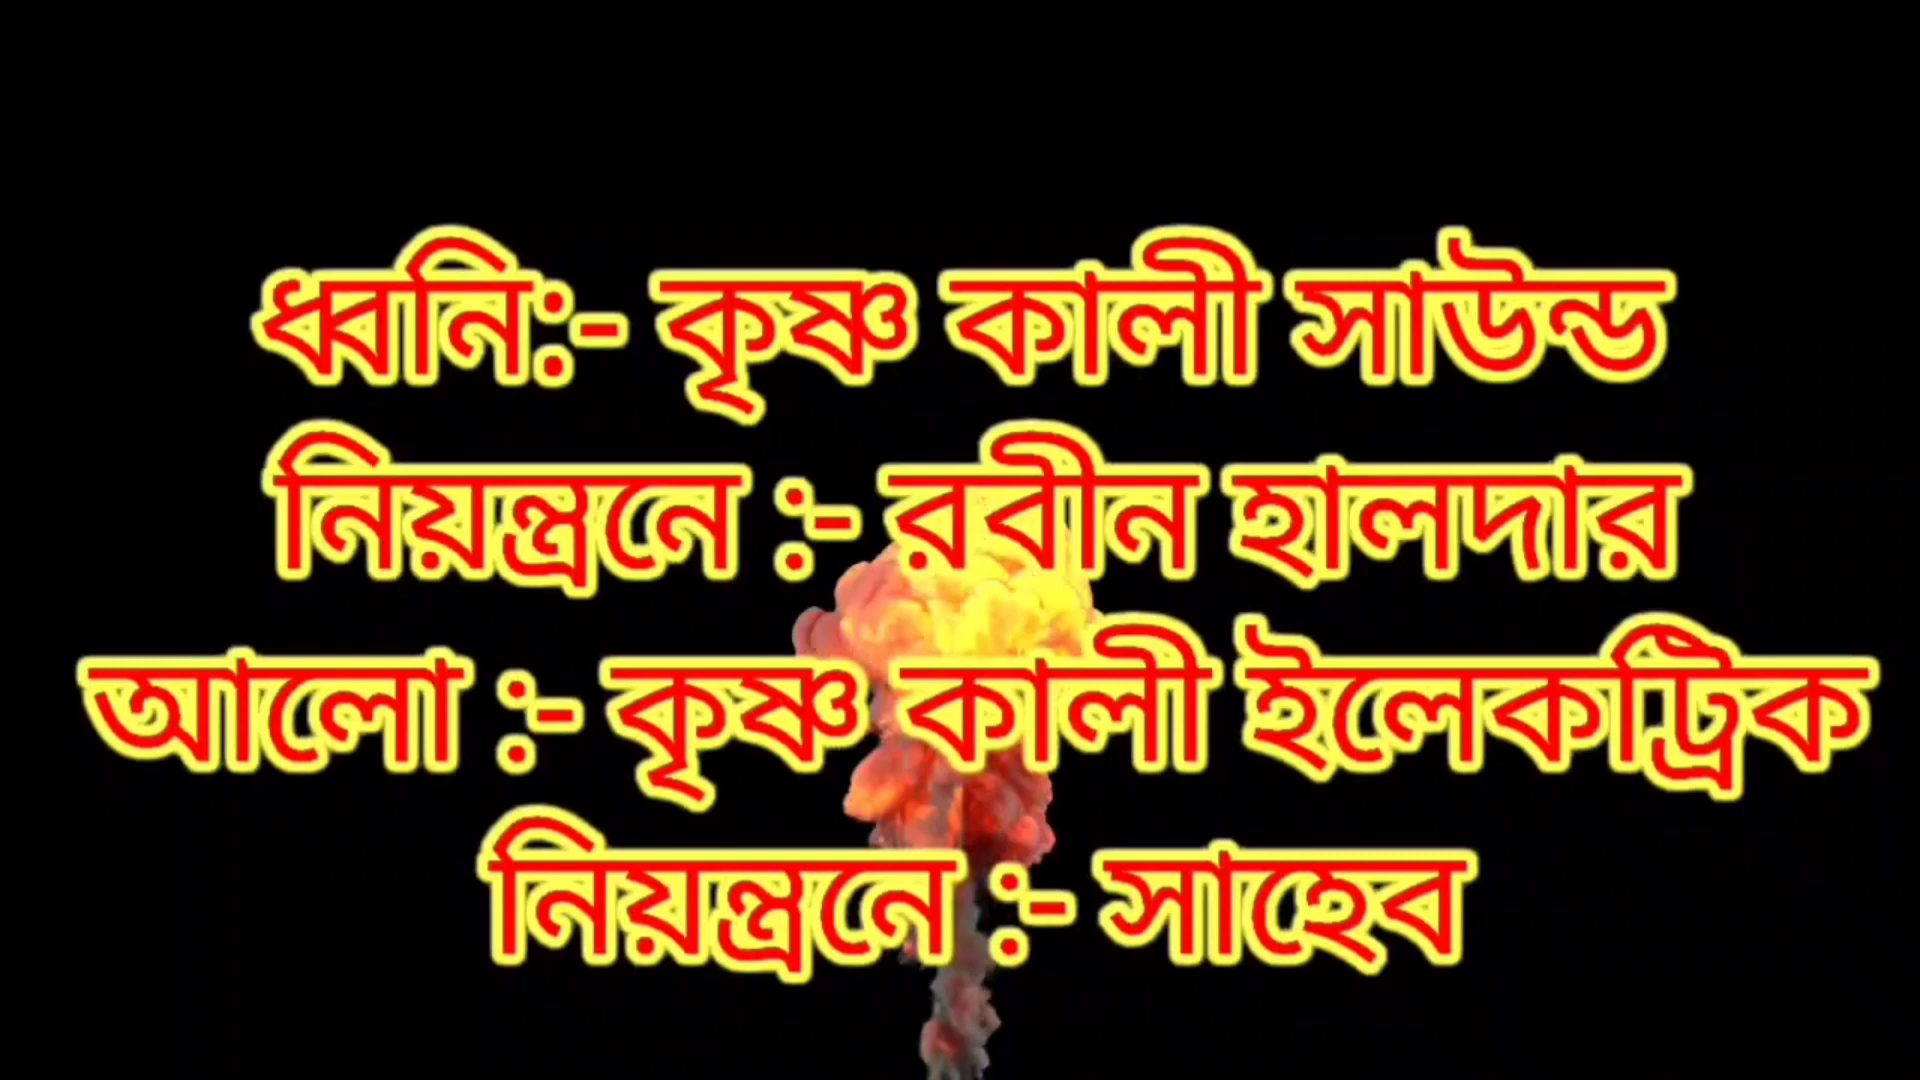 ধ্বনি:- কৃষ্ণ কালী সাউন্ড
নিয়ন্ত্রনে :- রবীন হালদার
আলো :- কৃষ্ণ কালী ইলেকট্রিক
নিয়ন্ত্রনে :- সাহেব